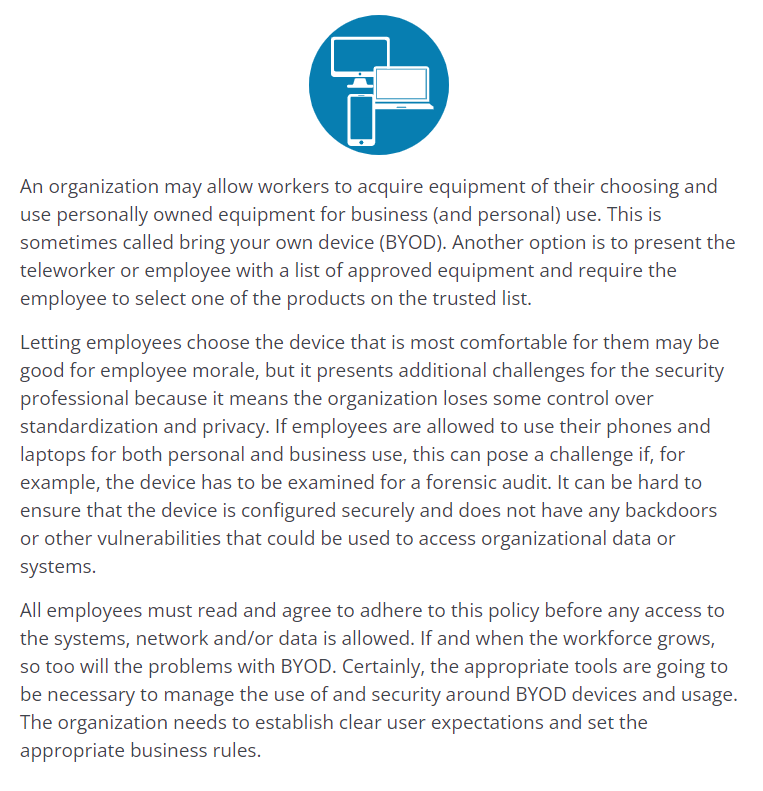 An organization may allow workers to acquire equipment of their choosing and
use personally owned equipment for business (and personal) use. This is
sometimes called bring your own device (BYOD). Another option is to present the
teleworker or employee with a list of approved equipment and require the
employee to select one of the products on the trusted list.
Letting employees choose the device that is most comfortable for them may be
good for employee morale, but it presents additional challenges for the security
professional because it means the organization loses some control over
standardization and privacy. If employees are allowed to use their phones and
laptops for both personal and business use, this can pose a challenge if, for
example, the device has to be examined for a forensic audit. It can be hard to
ensure that the device is configured securely and does not have any backdoors
or other vulnerabilities that could be used to access organizational data or
systems.
All employees must read and agree to adhere to this policy before any access to
the systems, network and/or data is allowed. If and when the workforce grows,
so too will the problems with BYOD. Certainly, the appropriate tools are going to
be necessary to manage the use of and security around BYOD devices and usage.
The organization needs to establish clear user expectations and set the
appropriate business rules.